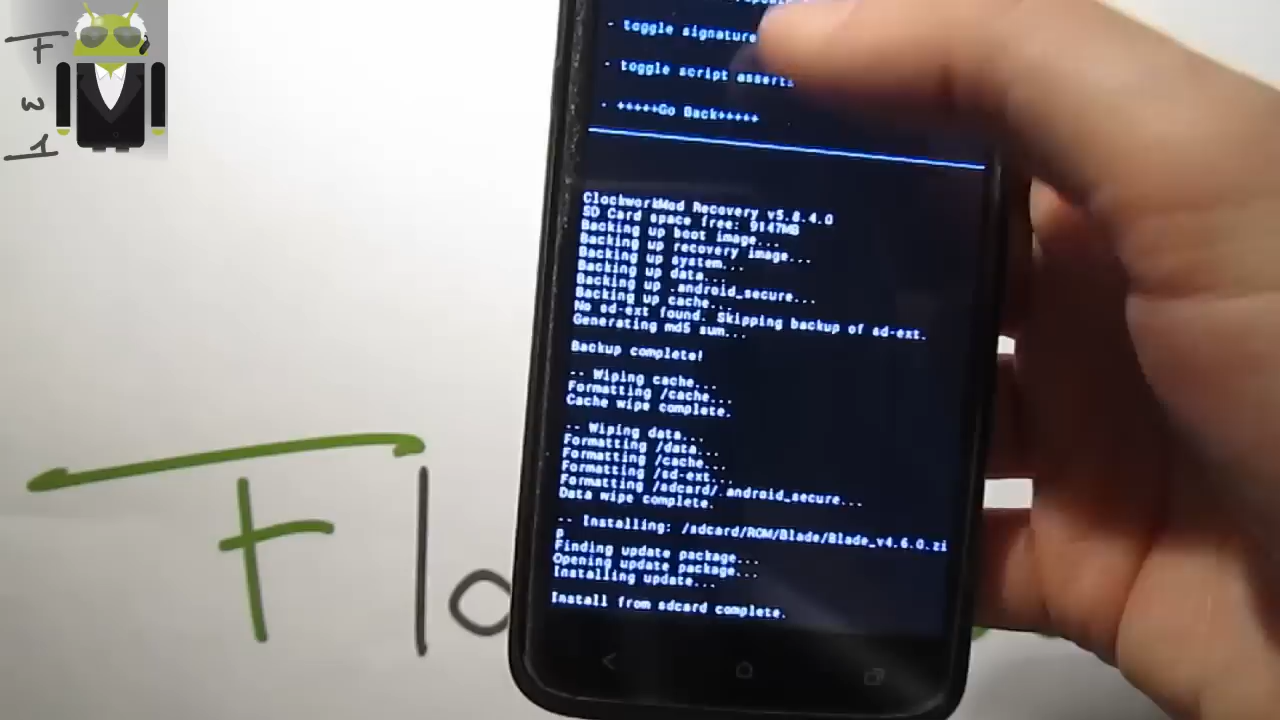 F
W
1
- toggle signature
- toggle script asserts
- +++++Go Back+++++
ClockworkMod Recovery v5.8.4.0
SD Card space free: 9147MB
Backing up boot image...
Backing up recovery image...
Backing up system...
Backing up data...
Backing up .android_secure...
Backing up cache...
No sd-ext found. Skipping backup of sd-ext.
Generating md5 sum...
Backup complete!
-- Wiping cache...
Formatting /cache...
Cache wipe complete.
-- Wiping data...
Formatting /data...
Formatting /cache...
Formatting /sd-ext...
Formatting /sdcard/.android_secure...
Data wipe complete.
-- Installing: /sdcard/ROM/Blade/Blade_v4.6.0.zi
p
Finding update package...
Opening update package...
Installing update...
Install from sdcard complete.
Flo